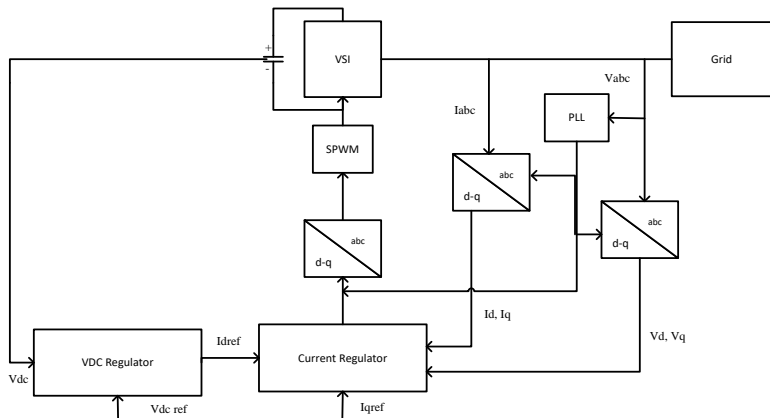 +
-
VSI
Grid
Vabc
Iabc
PLL
SPWM
abc
d-q
abc
d-q
abc
d-q
Id, Iq
Vd, Vq
Idref
VDC Regulator
Current Regulator
Vdc
Vdc ref
Iqref